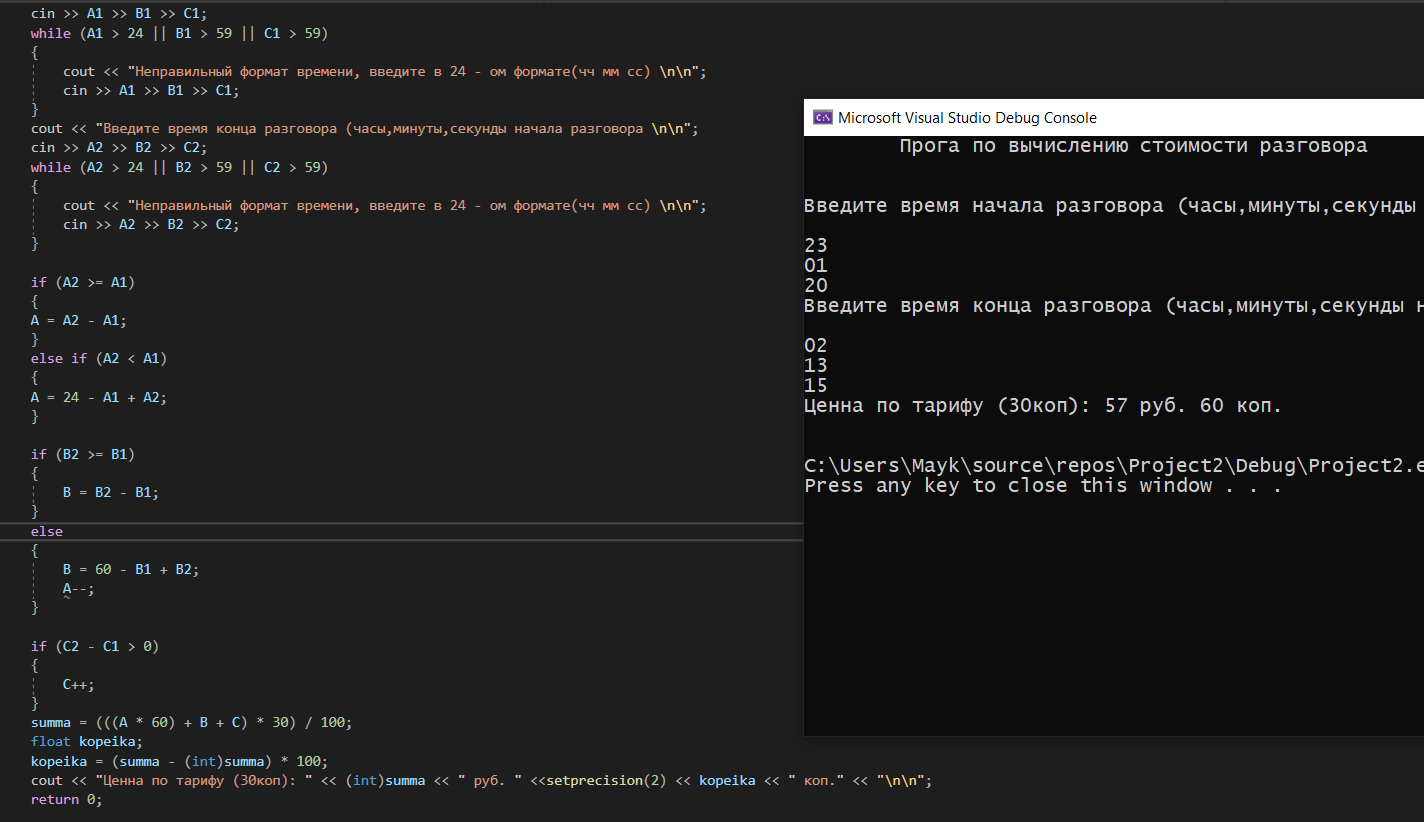 cin >> A1 >> B1 >> C1;
while (A1 > 24 || B1 > 59 || C1 > 59)
{
cout << "Неправильный формат времени, введите в 24 - ом формате(чч мм сс) \n\n";
cin >> A1 >> B1 >> C1;
}
cout << "Введите время конца разговора (часы,минуты,секунды начала разговора \n\n";
cin >> A2 >> B2 >> C2;
while (A2 > 24 || B2 > 59 || C2 > 59)
{
cout << "Неправильный формат времени, введите в 24 - ом формате(чч мм сс) \n\n";
cin >> A2 >> B2 >> C2;
}
if (A2 >= A1)
{
A = A2 - A1;
}
else if (A2 < A1)
{
A = 24 - A1 + A2;
}
if (B2 >= B1)
{
B = B2 - B1;
}
else
{
B = 60 - B1 + B2;
A--;
}
if (C2 - C1 > 0)
{
C++;
}
summa = (((A * 60) + B + C) * 30) / 100;
float kopeika;
kopeika = (summa - (int)summa) * 100;
cout << "Ценна по тарифу (30коп): " << (int)summa << " руб. " <<setprecision(2) << kopeika << " коп." << "\n\n";
return 0;
Microsoft Visual Studio Debug Console
Прога по вычислению стоимости разговора
Введите время начала разговора (часы,минуты,секунды
23
01
20
Введите время конца разговора (часы,минуты,секунды н
02
13
15
Ценна по тарифу (30коп): 57 руб. 60 коп.
C:\Users\Mayk\source\repos\Project2\Debug\Project2.e
Press any key to close this window . . .